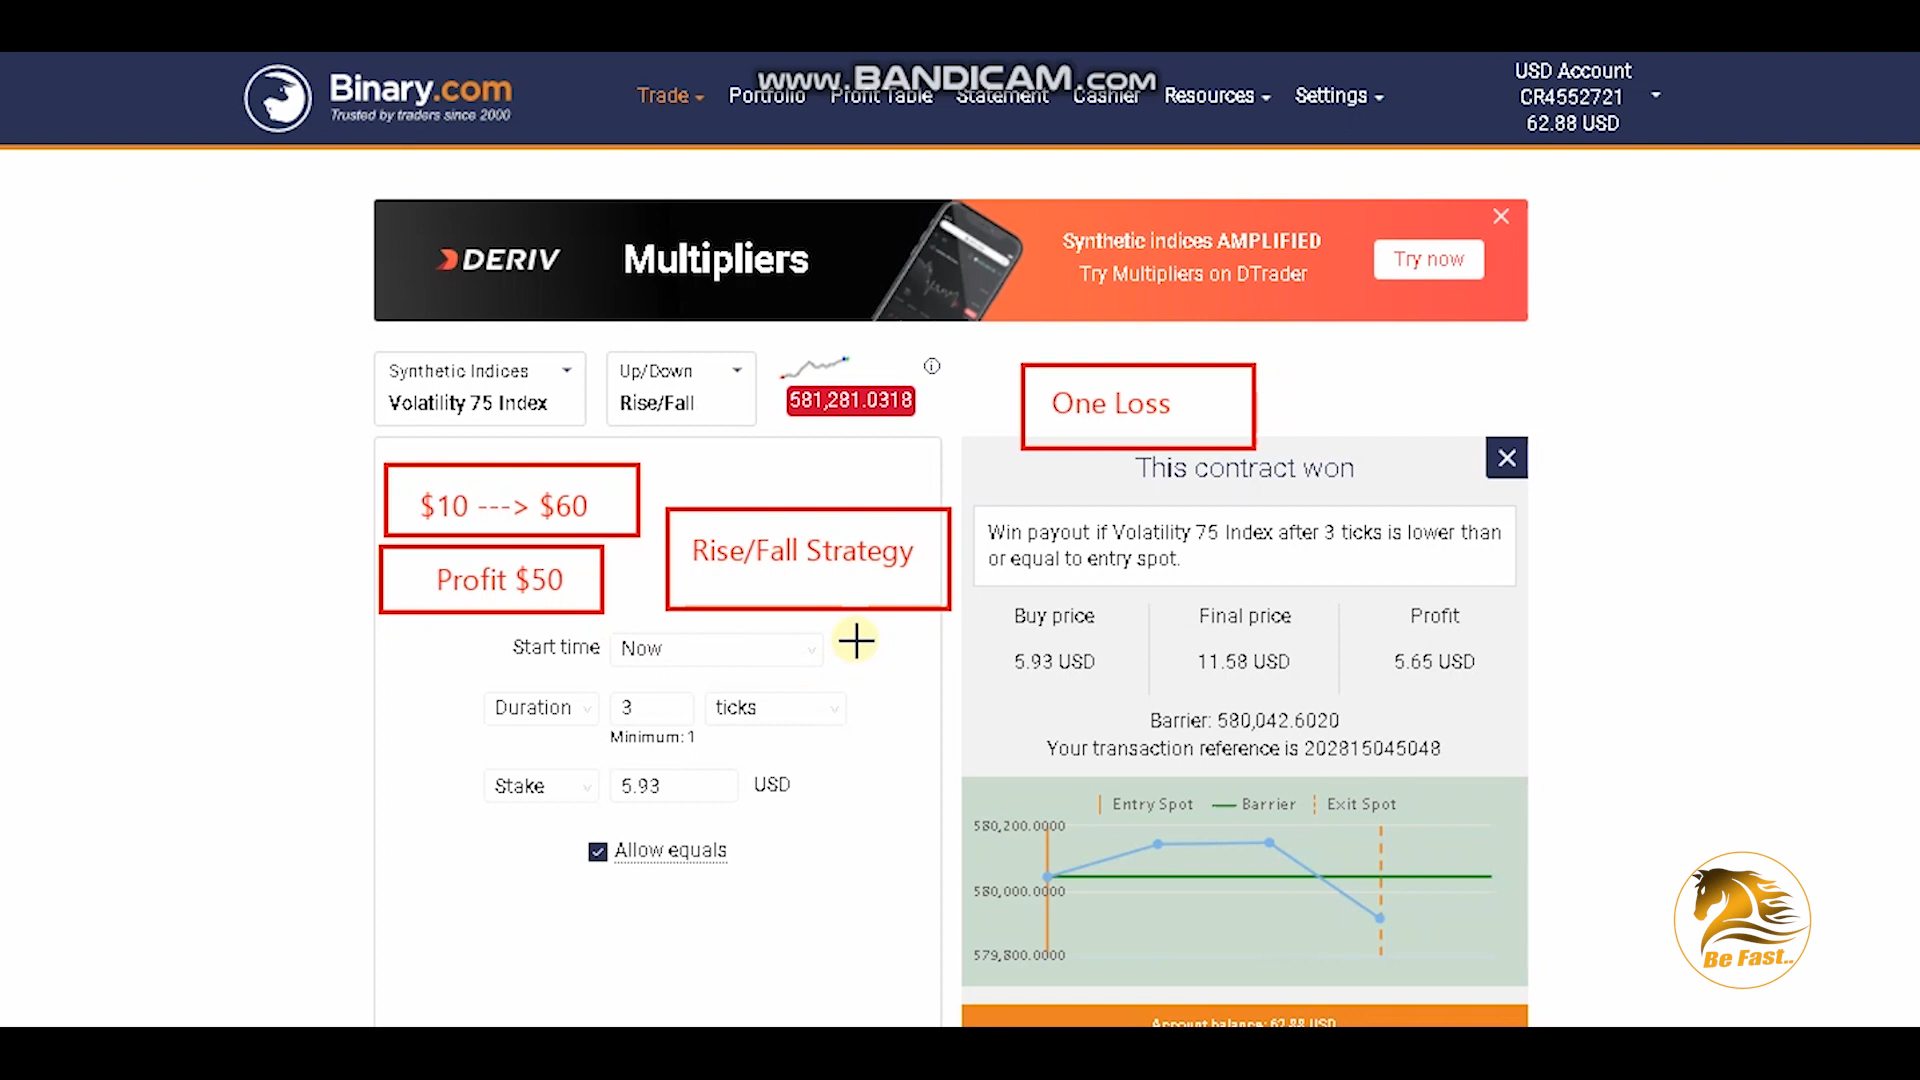 www.BANDICAM.com
Binary.com
Trusted by traders since 2000
Trade Portfolio Profit Table Statement Cashier Resources Settings
USD Account
CR4552721
62.88 USD
DERIV Multipliers
Synthetic indices AMPLIFIED
Try Multipliers on DTrader
Try now
Synthetic Indices
Volatility 75 Index
Up/Down
Rise/Fall
581,281.0318
One Loss
$10 ---> $60
Profit $50
Rise/Fall Strategy
Start time Now
Duration 3 ticks
Minimum: 1
Stake 5.93 USD
Allow equals
This contract won
Win payout if Volatility 75 Index after 3 ticks is lower than
or equal to entry spot.
Buy price Final price Profit
5.93 USD 11.58 USD 5.65 USD
Barrier: 580,042.6020
Your transaction reference is 202815045048
Entry Spot Barrier Exit Spot
580,200.0000
580,000.0000
579,800.0000
Account balance: 62.88 USD
Be Fast..